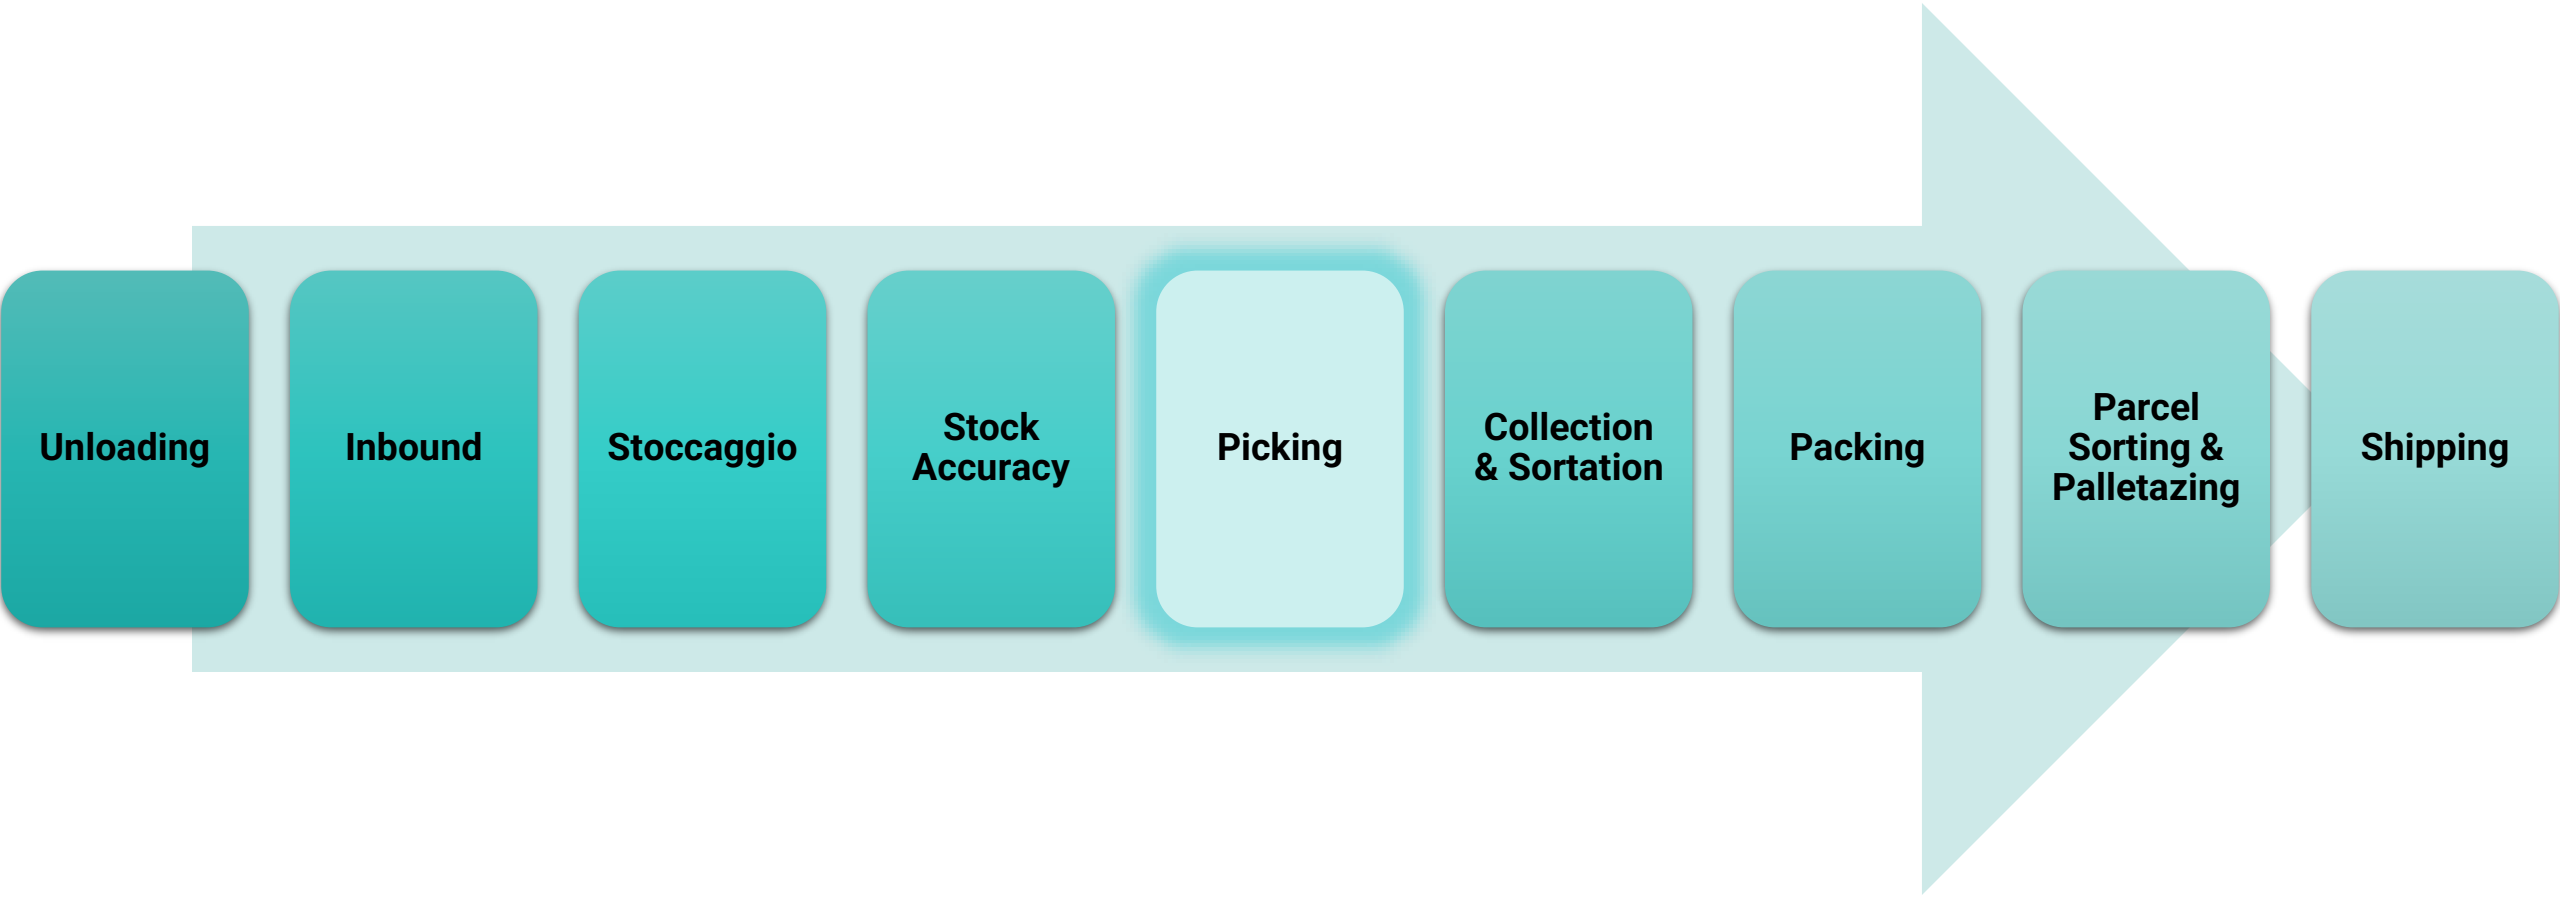 Unloading
Inbound
Stoccaggio
Stock
Accuracy
Picking
Collection
& Sortation
Packing
Parcel
Sorting &
Palletazing
Shipping